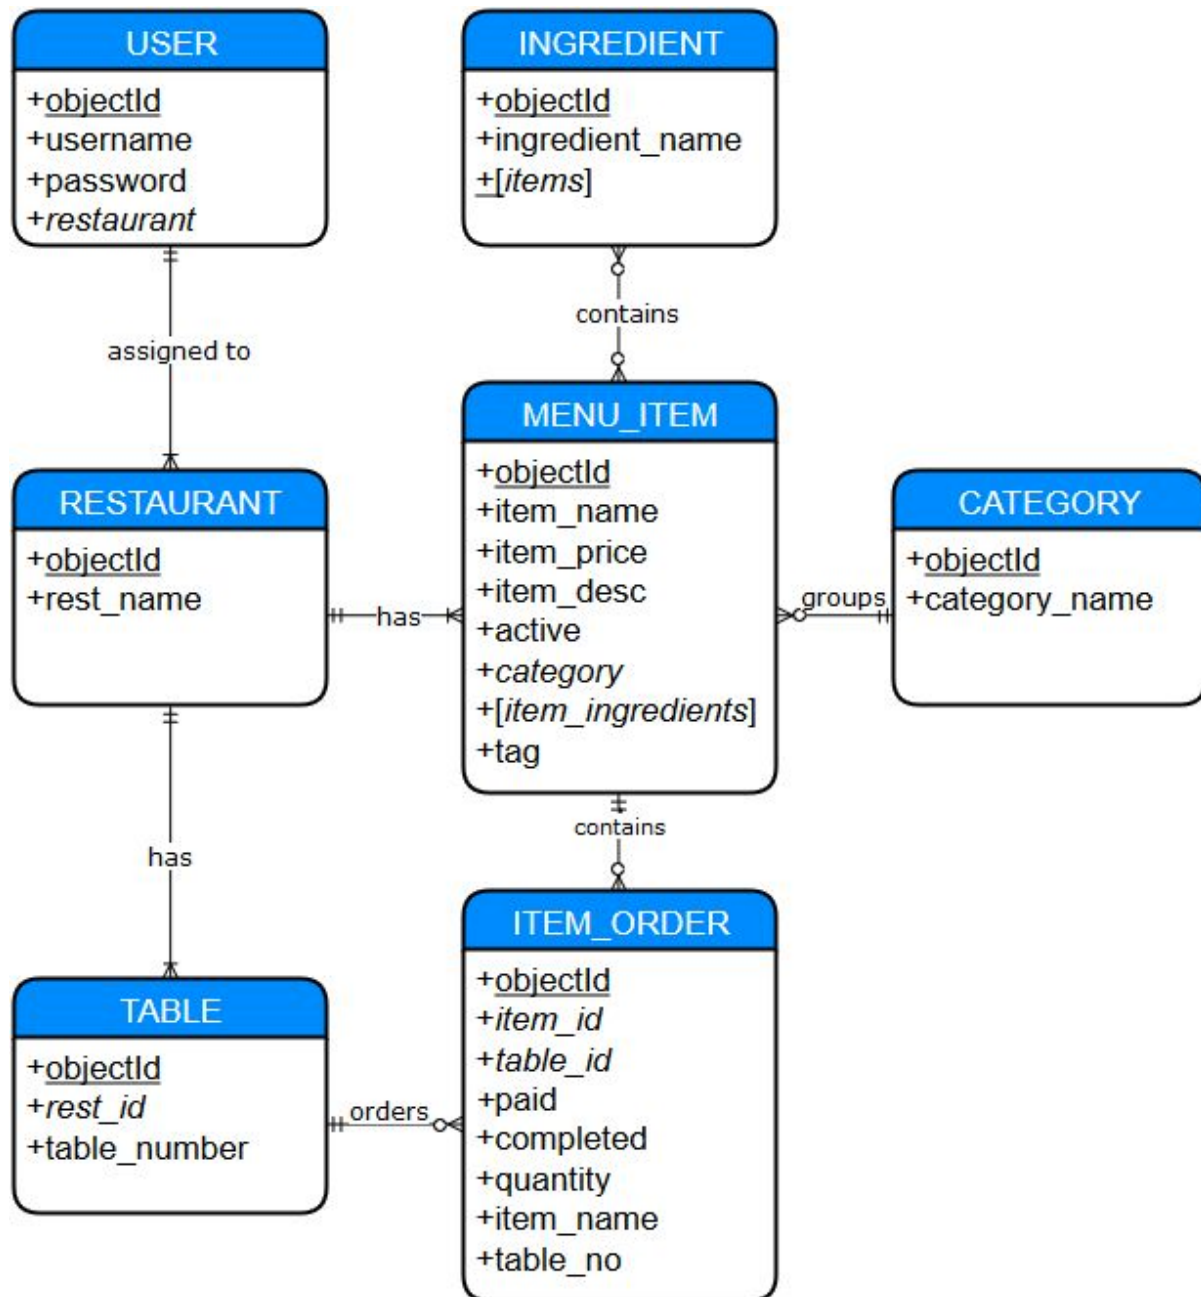 USER
+objectId
+username
+password
+restaurant
INGREDIENT
+objectId
+ingredient_name
+[items]
assigned to
contains
RESTAURANT
+objectId
+rest_name
has
MENU_ITEM
+objectId
+item_name
+item_price
+item_desc
+active
+category
+[item_ingredients]
+tag
groups
CATEGORY
+objectId
+category_name
has
contains
TABLE
+objectId
+rest_id
+table_number
orders
ITEM_ORDER
+objectId
+item_id
+table_id
+paid
+completed
+quantity
+item_name
+table_no